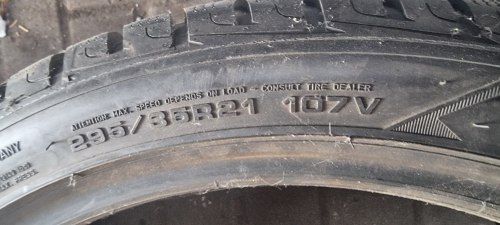 ATTENTION: MAX. SPEED DEPENDS ON LOAD - CONSULT TIRE DEALER
295/35R21 107V